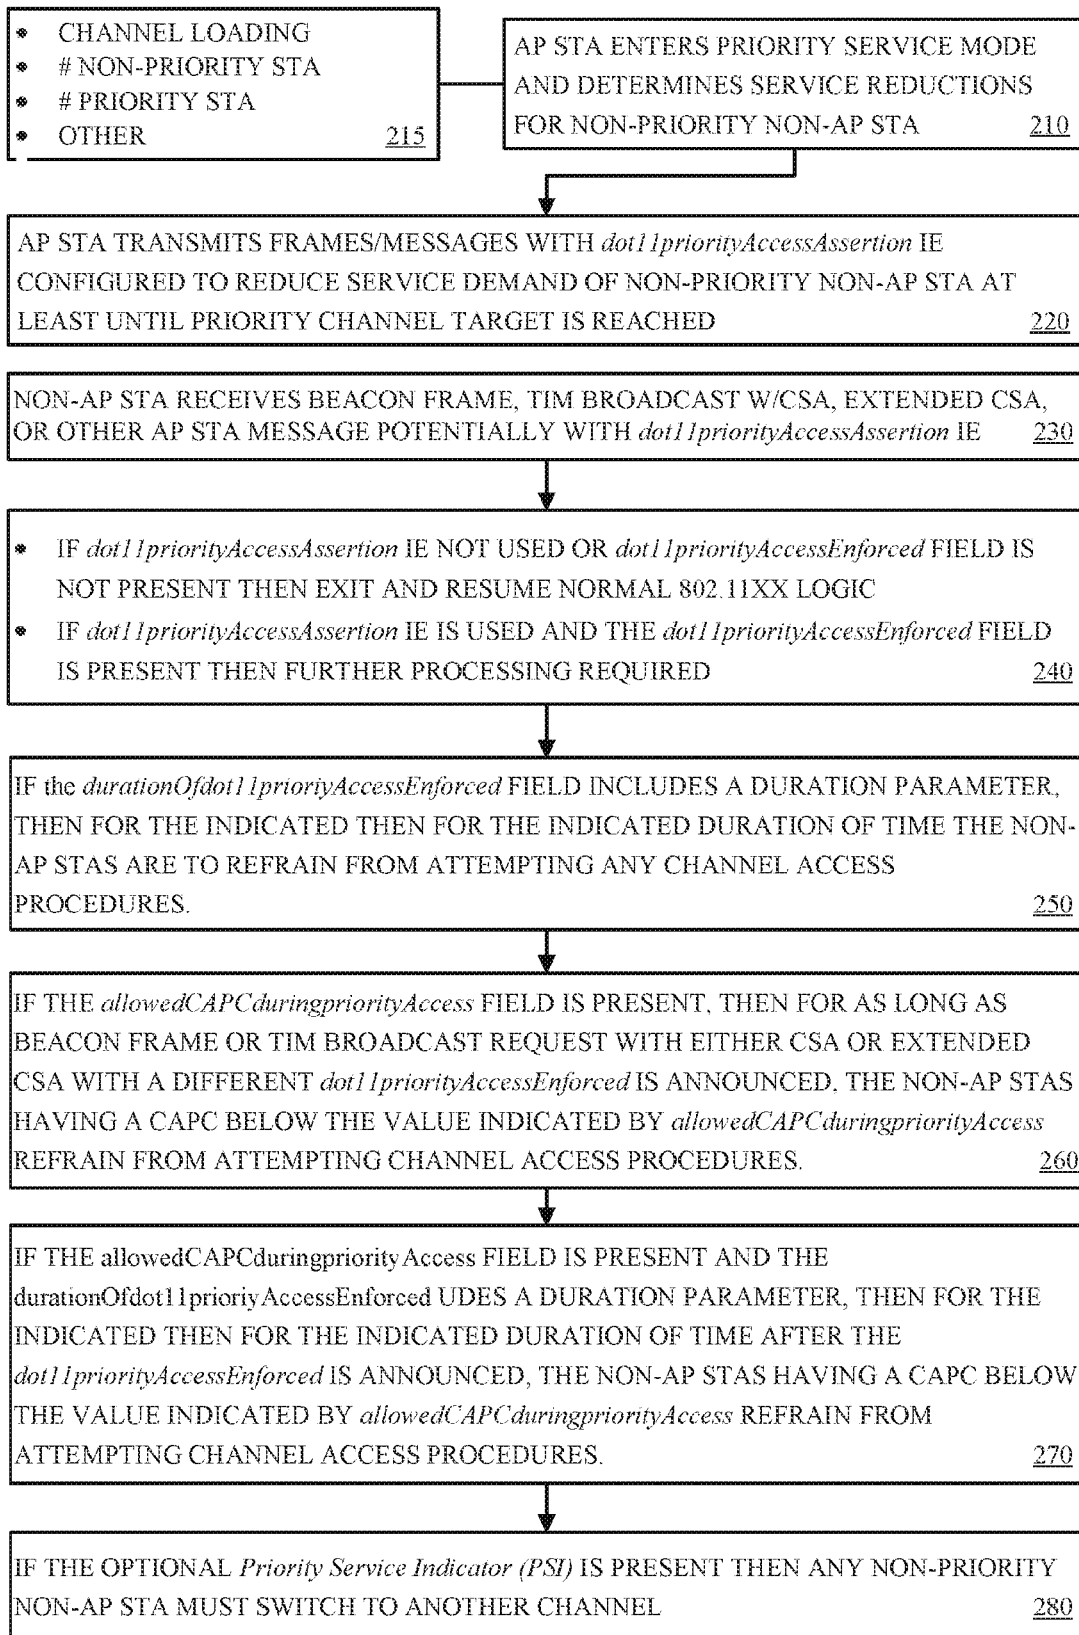 • CHANNEL LOADING
• # NON-PRIORITY STA
• # PRIORITY STA
• OTHER 215
AP STA ENTERS PRIORITY SERVICE MODE
AND DETERMINES SERVICE REDUCTIONS
FOR NON-PRIORITY NON-AP STA 210
AP STA TRANSMITS FRAMES/MESSAGES WITH dot11priorityAccessAssertion IE
CONFIGURED TO REDUCE SERVICE DEMAND OF NON-PRIORITY NON-AP STA AT
LEAST UNTIL PRIORITY CHANNEL TARGET IS REACHED 220
NON-AP STA RECEIVES BEACON FRAME, TIM BROADCAST W/CSA, EXTENDED CSA,
OR OTHER AP STA MESSAGE POTENTIALLY WITH dot11priorityAccessAssertion IE 230
• IF dot11priorityAccessAssertion IE NOT USED OR dot11priorityAccessEnforced FIELD IS
NOT PRESENT THEN EXIT AND RESUME NORMAL 802.11XX LOGIC
• IF dot11priorityAccessAssertion IE IS USED AND THE dot11priorityAccessEnforced FIELD
IS PRESENT THEN FURTHER PROCESSING REQUIRED 240
IF the durationOfdot11prioriyAccessEnforced FIELD INCLUDES A DURATION PARAMETER,
THEN FOR THE INDICATED THEN FOR THE INDICATED DURATION OF TIME THE NON-
AP STAS ARE TO REFRAIN FROM ATTEMPTING ANY CHANNEL ACCESS
PROCEDURES. 250
IF THE allowedCAPCduringpriorityAccess FIELD IS PRESENT, THEN FOR AS LONG AS
BEACON FRAME OR TIM BROADCAST REQUEST WITH EITHER CSA OR EXTENDED
CSA WITH A DIFFERENT dot11priorityAccessEnforced IS ANNOUNCED, THE NON-AP STAS
HAVING A CAPC BELOW THE VALUE INDICATED BY allowedCAPCduringpriorityAccess
REFRAIN FROM ATTEMPTING CHANNEL ACCESS PROCEDURES. 260
IF THE allowedCAPCduringpriorityAccess FIELD IS PRESENT AND THE
durationOfdot11prioriyAccessEnforced UDES A DURATION PARAMETER, THEN FOR THE
INDICATED THEN FOR THE INDICATED DURATION OF TIME AFTER THE
dot11priorityAccessEnforced IS ANNOUNCED, THE NON-AP STAS HAVING A CAPC BELOW
THE VALUE INDICATED BY allowedCAPCduringpriorityAccess REFRAIN FROM
ATTEMPTING CHANNEL ACCESS PROCEDURES. 270
IF THE OPTIONAL Priority Service Indicator (PSI) IS PRESENT THEN ANY NON-PRIORITY
NON-AP STA MUST SWITCH TO ANOTHER CHANNEL 280